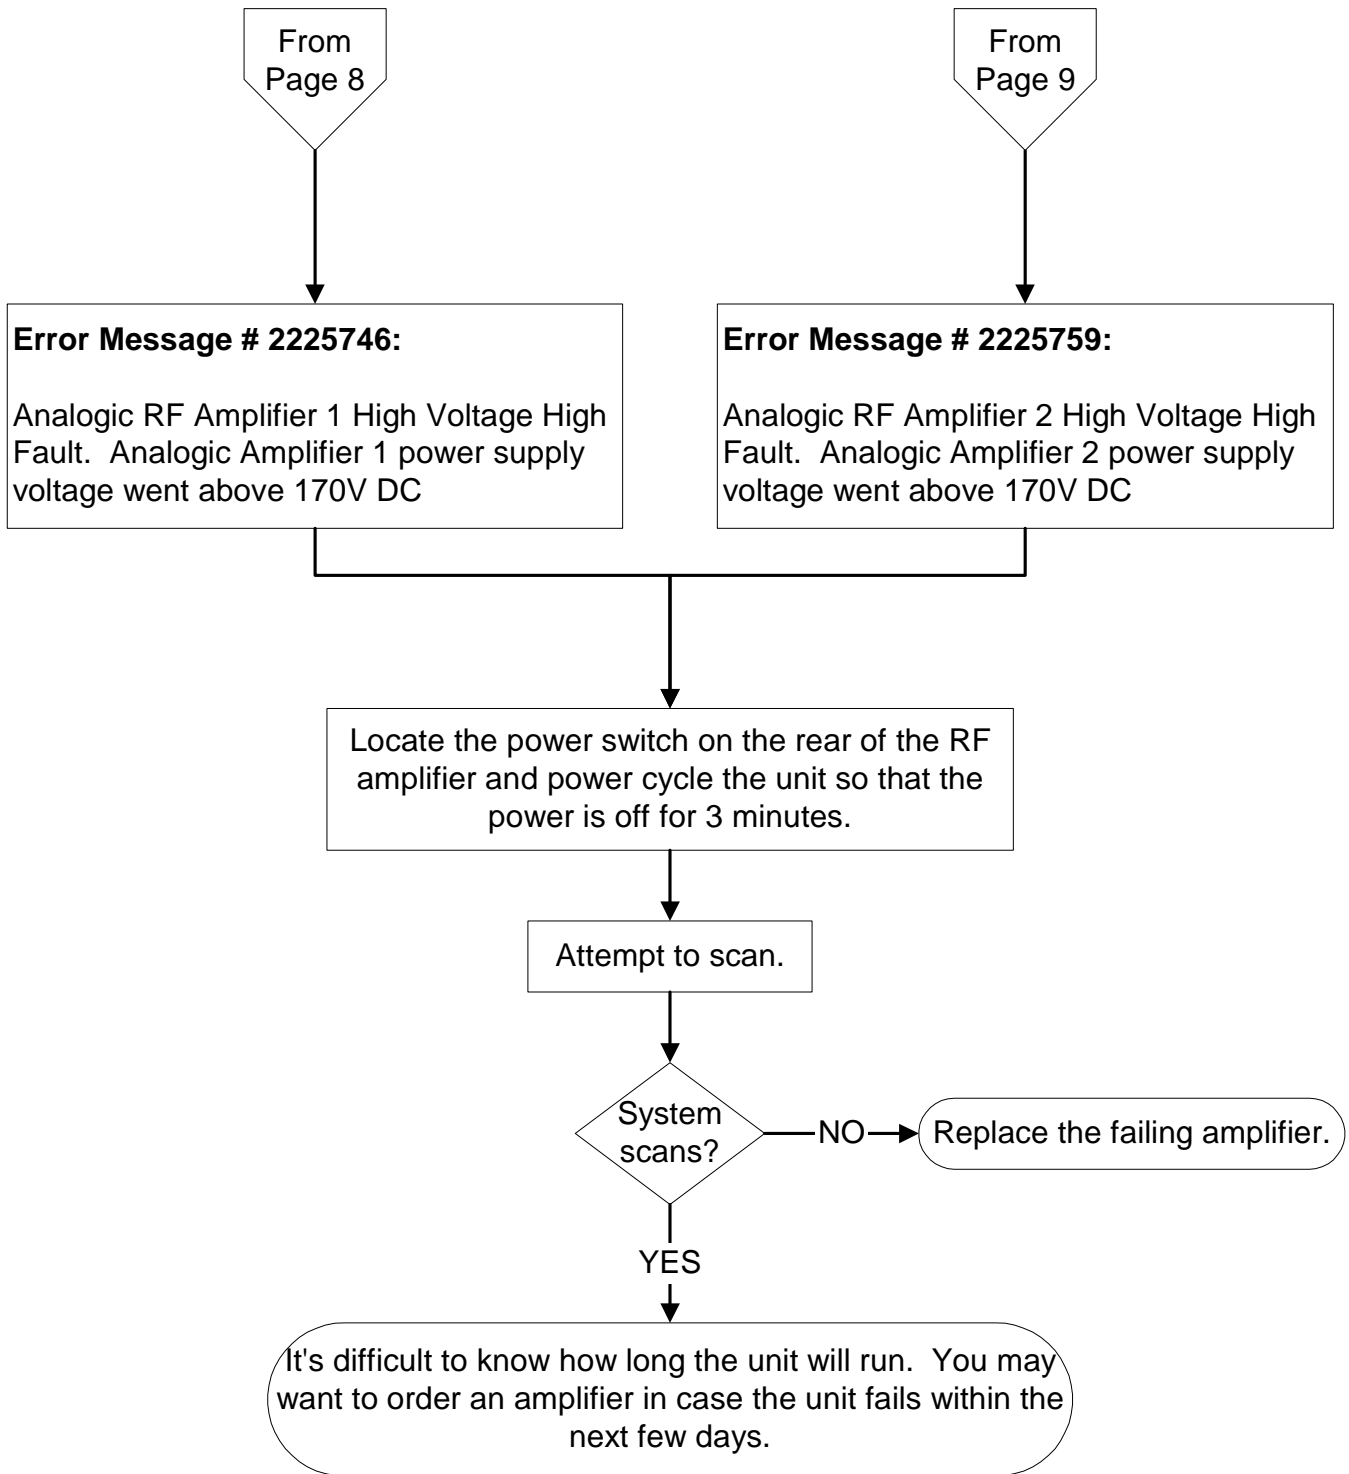 From
Page 8
From
Page 9
Error Message # 2225746:
Analogic RF Amplifier 1 High Voltage High
Fault.  Analogic Amplifier 1 power supply
voltage went above 170V DC
Error Message # 2225759:
Analogic RF Amplifier 2 High Voltage High
Fault.  Analogic Amplifier 2 power supply
voltage went above 170V DC
Locate the power switch on the rear of the RF
amplifier and power cycle the unit so that the
power is off for 3 minutes.
Attempt to scan.
System
scans?
NO
Replace the failing amplifier.
YES
It's difficult to know how long the unit will run.  You may
want to order an amplifier in case the unit fails within the
next few days.